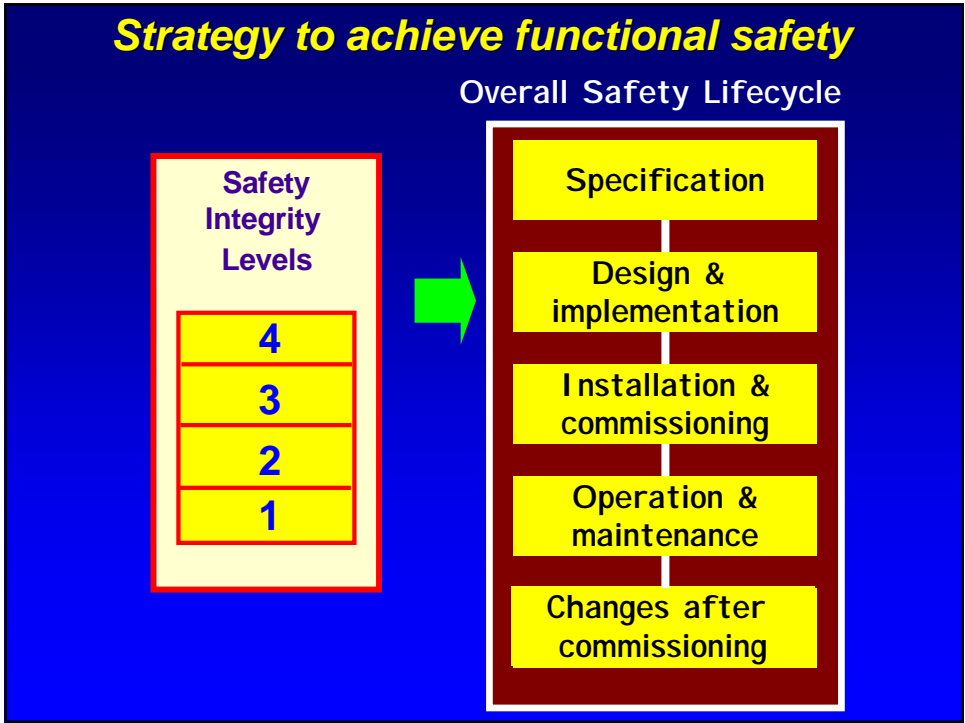 Strategy to achieve functional safety
Overall Safety Lifecycle
Safety
Integrity
Levels
4
3
2
1
Specification
Design &
implementation
Installation &
commissioning
Operation &
maintenance
Changes after
commissioning